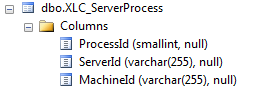 dbo.XLC_ServerProcess
Columns
ProcessId (smallint, null)
ServerId (varchar(255), null)
MachineId (varchar(255), null)